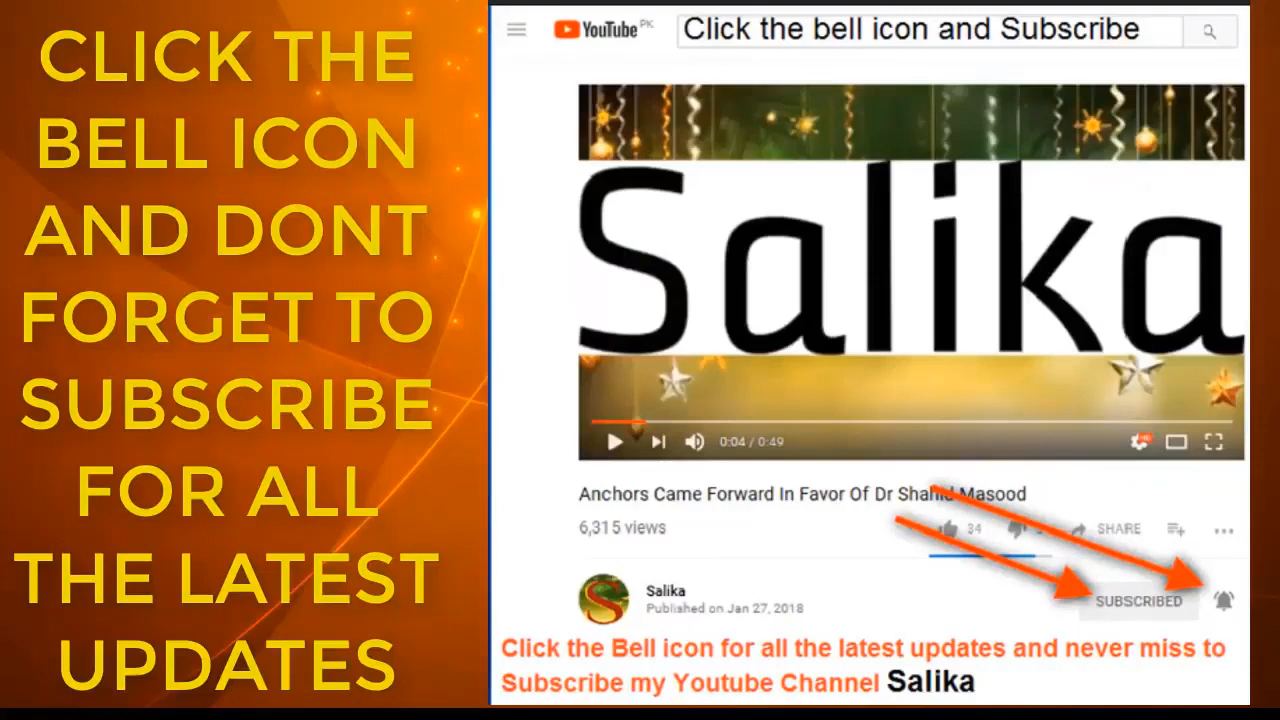 CLICK THE
BELL ICON
AND DONT
FORGET TO
SUBSCRIBE
FOR ALL
THE LATEST
UPDATES
YouTube PK
Click the bell icon and Subscribe
Salika
0:04 / 0:49
Anchors Came Forward In Favor Of Dr Shahid Masood
6,315 views
34
SHARE
Salika
Published on Jan 27, 2018
SUBSCRIBED
Click the Bell icon for all the latest updates and never miss to
Subscribe my Youtube Channel Salika